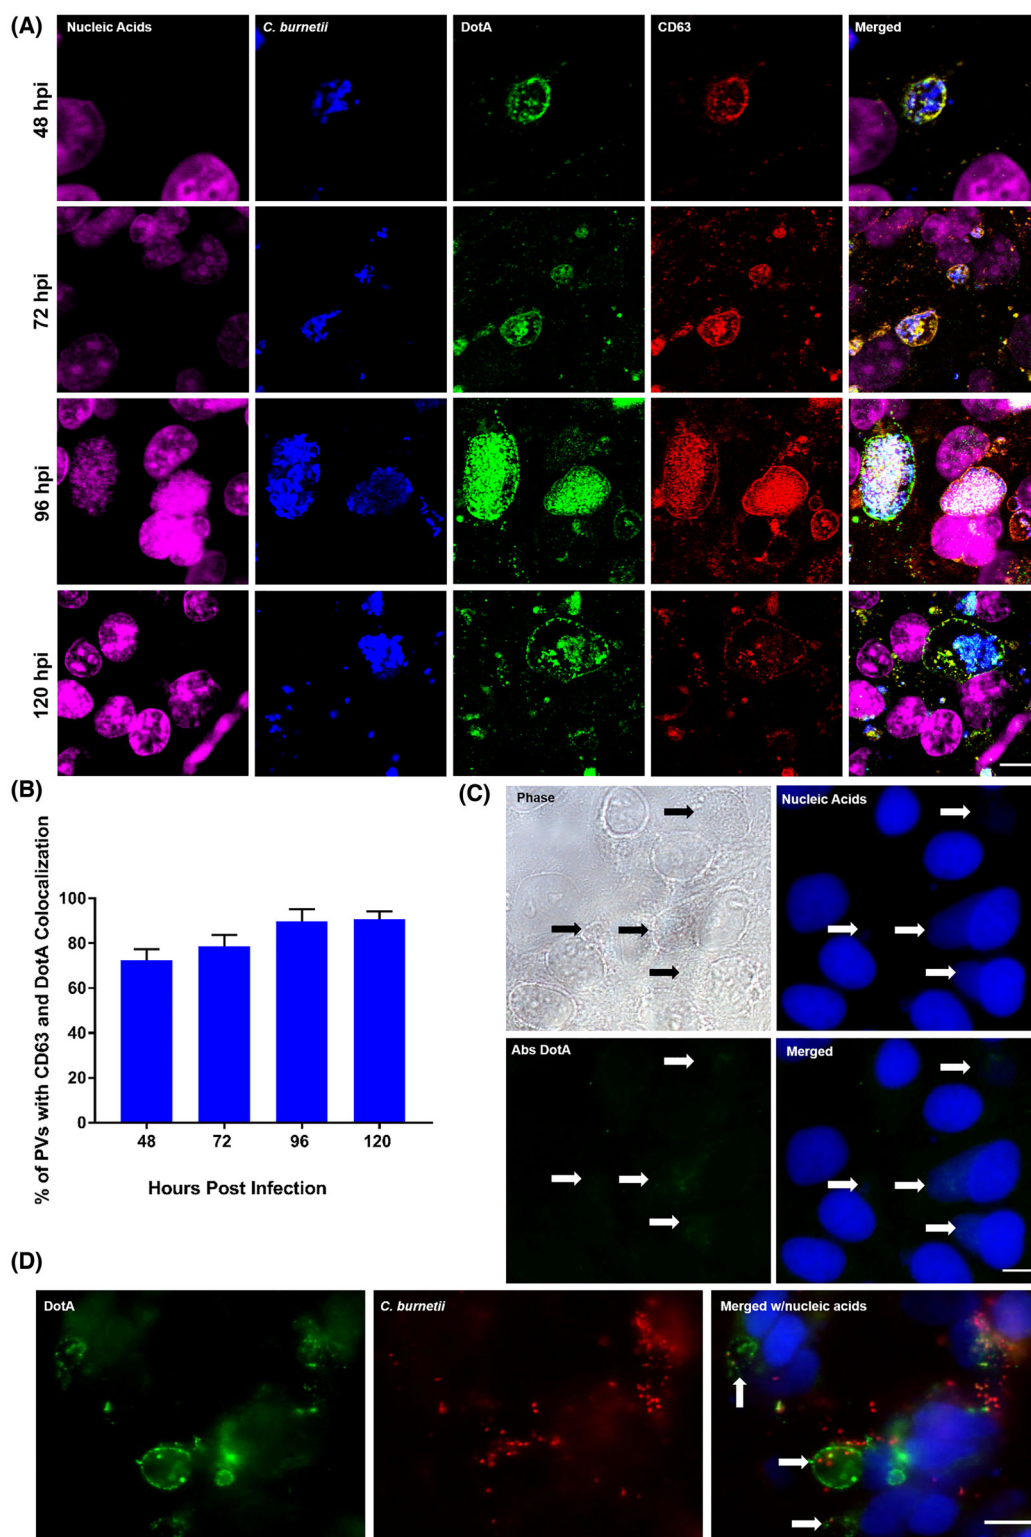 (A)
Nucleic Acids
C. burnetii
DotA
CD63
Merged
48 hpi
72 hpi
96 hpi
120 hpi
(B)
% of PVs with CD63 and DotA Colocalization
100
80
60
40
20
0
48
72
96
120
Hours Post Infection
(C)
Phase
Nucleic Acids
Abs DotA
Merged
(D)
DotA
C. burnetii
Merged w/nucleic acids